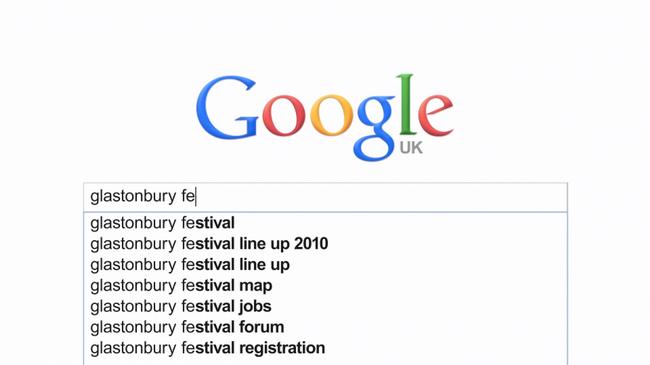 Google
UK
glastonbury fe
glastonbury festival
glastonbury festival line up 2010
glastonbury festival line up
glastonbury festival map
glastonbury festival jobs
glastonbury festival forum
glastonbury festival registration